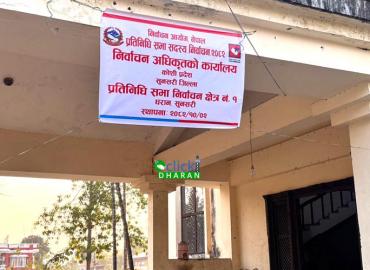 निर्वाचन आयोग, नेपाल
प्रतिनिधि सभा सदस्य निर्वाचन २०८२
निर्वाचन अधिकृतको कार्यालय
कोशी प्रदेश
सुनसरी जिल्ला
प्रतिनिधि सभा निर्वाचन क्षेत्र नं. १
धरान, सुनसरी
स्थापना २०८२/१०/०२
click
DHARAN